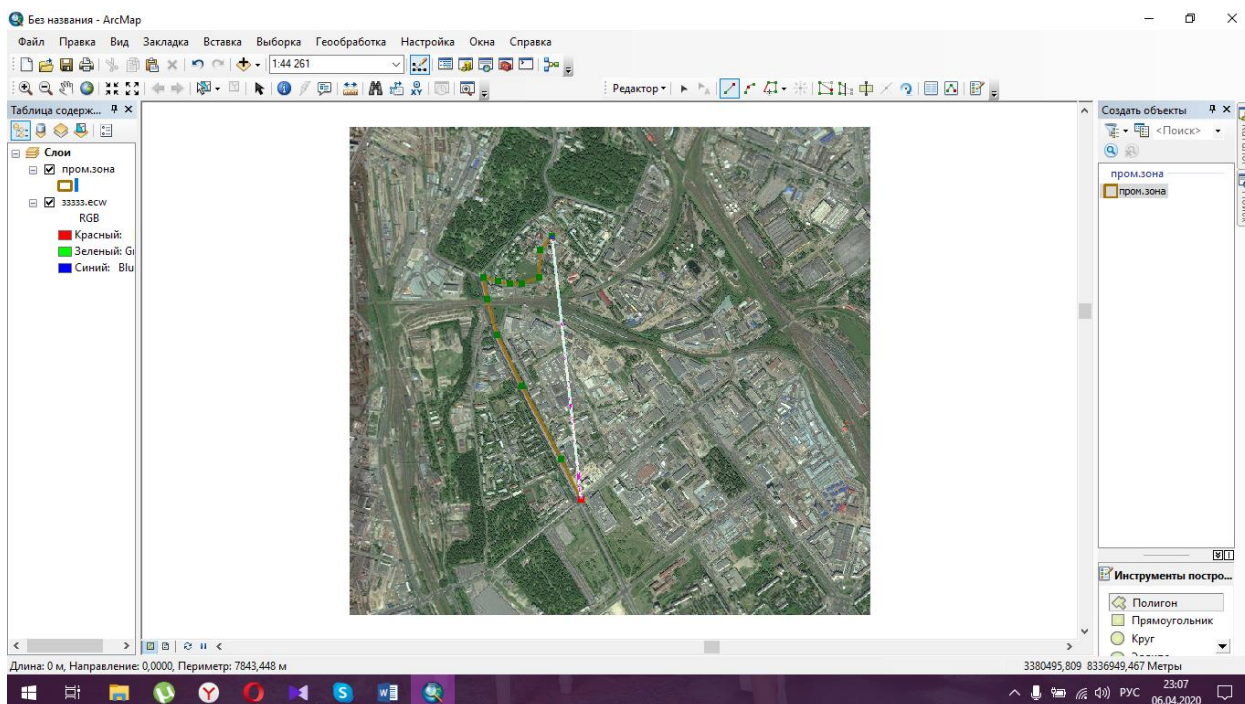 Без названия - ArcMap
Файл Правка Вид Закладка Вставка Выборка Геообработка Настройка Окна Справка
1:44 261
Редактор
Таблица содерж...
Слои
пром.зона
зззз.ecw
RGB
Красный:
Зеленый: Gr
Синий: Blu
Создать объекты
<Поиск>
пром.зона
пром.зона
Инструменты постро...
Полигон
Прямоугольник
Круг
Длина: 0 м, Направление: 0,0000, Периметр: 7843,448 м
3380495,809 8336949,467 Метры
РУС
23:07
06.04.2020